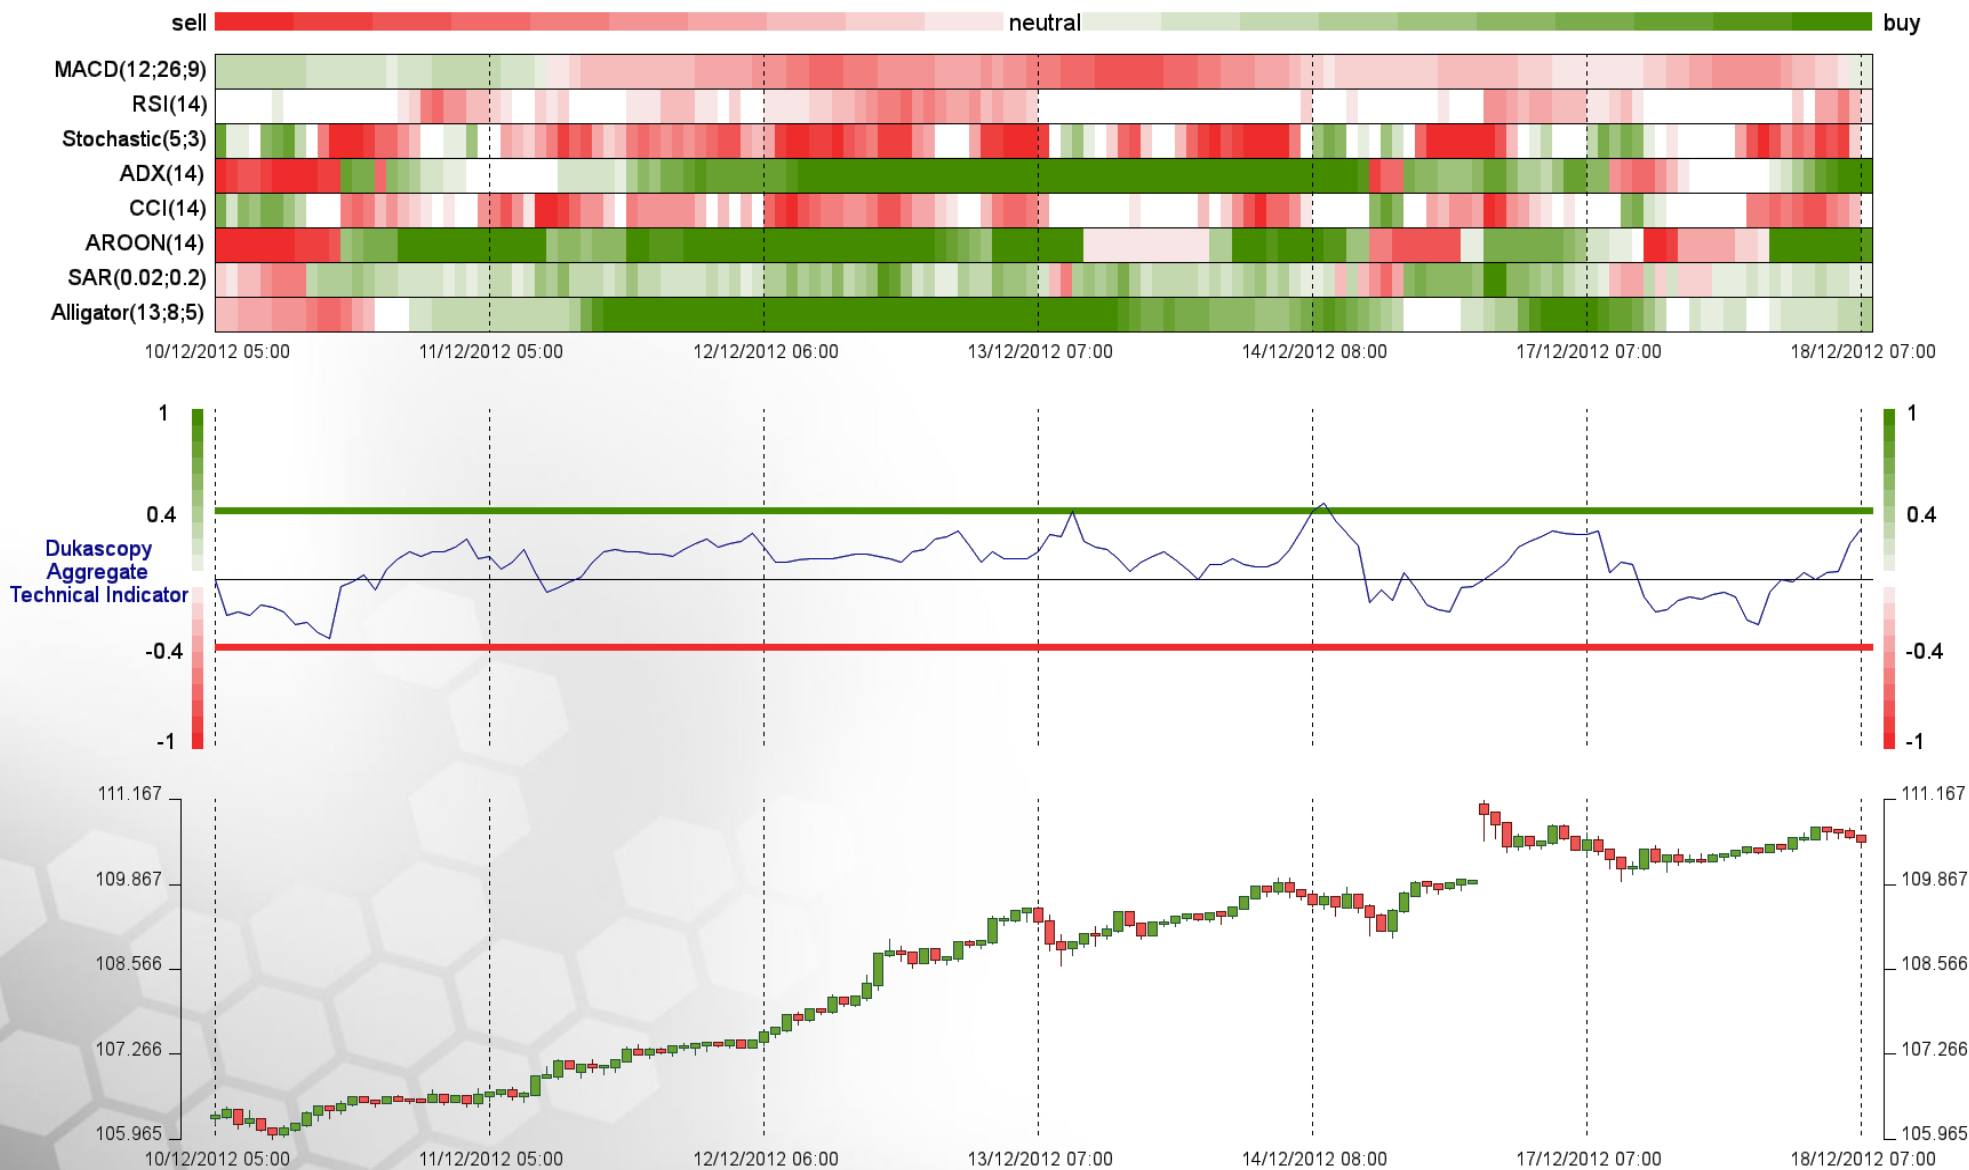 sell neutral buy
MACD(12;26;9)
RSI(14)
Stochastic(5;3)
ADX(14)
CCI(14)
AROON(14)
SAR(0.02;0.2)
Alligator(13;8;5)
10/12/2012 05:00 11/12/2012 05:00 12/12/2012 06:00 13/12/2012 07:00 14/12/2012 08:00 17/12/2012 07:00 18/12/2012 07:00
1 1
0.4 0.4
Dukascopy
Aggregate
Technical Indicator
-0.4 -0.4
-1 -1
111.167 111.167
109.867 109.867
108.566 108.566
107.266 107.266
105.965 105.965
10/12/2012 05:00 11/12/2012 05:00 12/12/2012 06:00 13/12/2012 07:00 14/12/2012 08:00 17/12/2012 07:00 18/12/2012 07:00